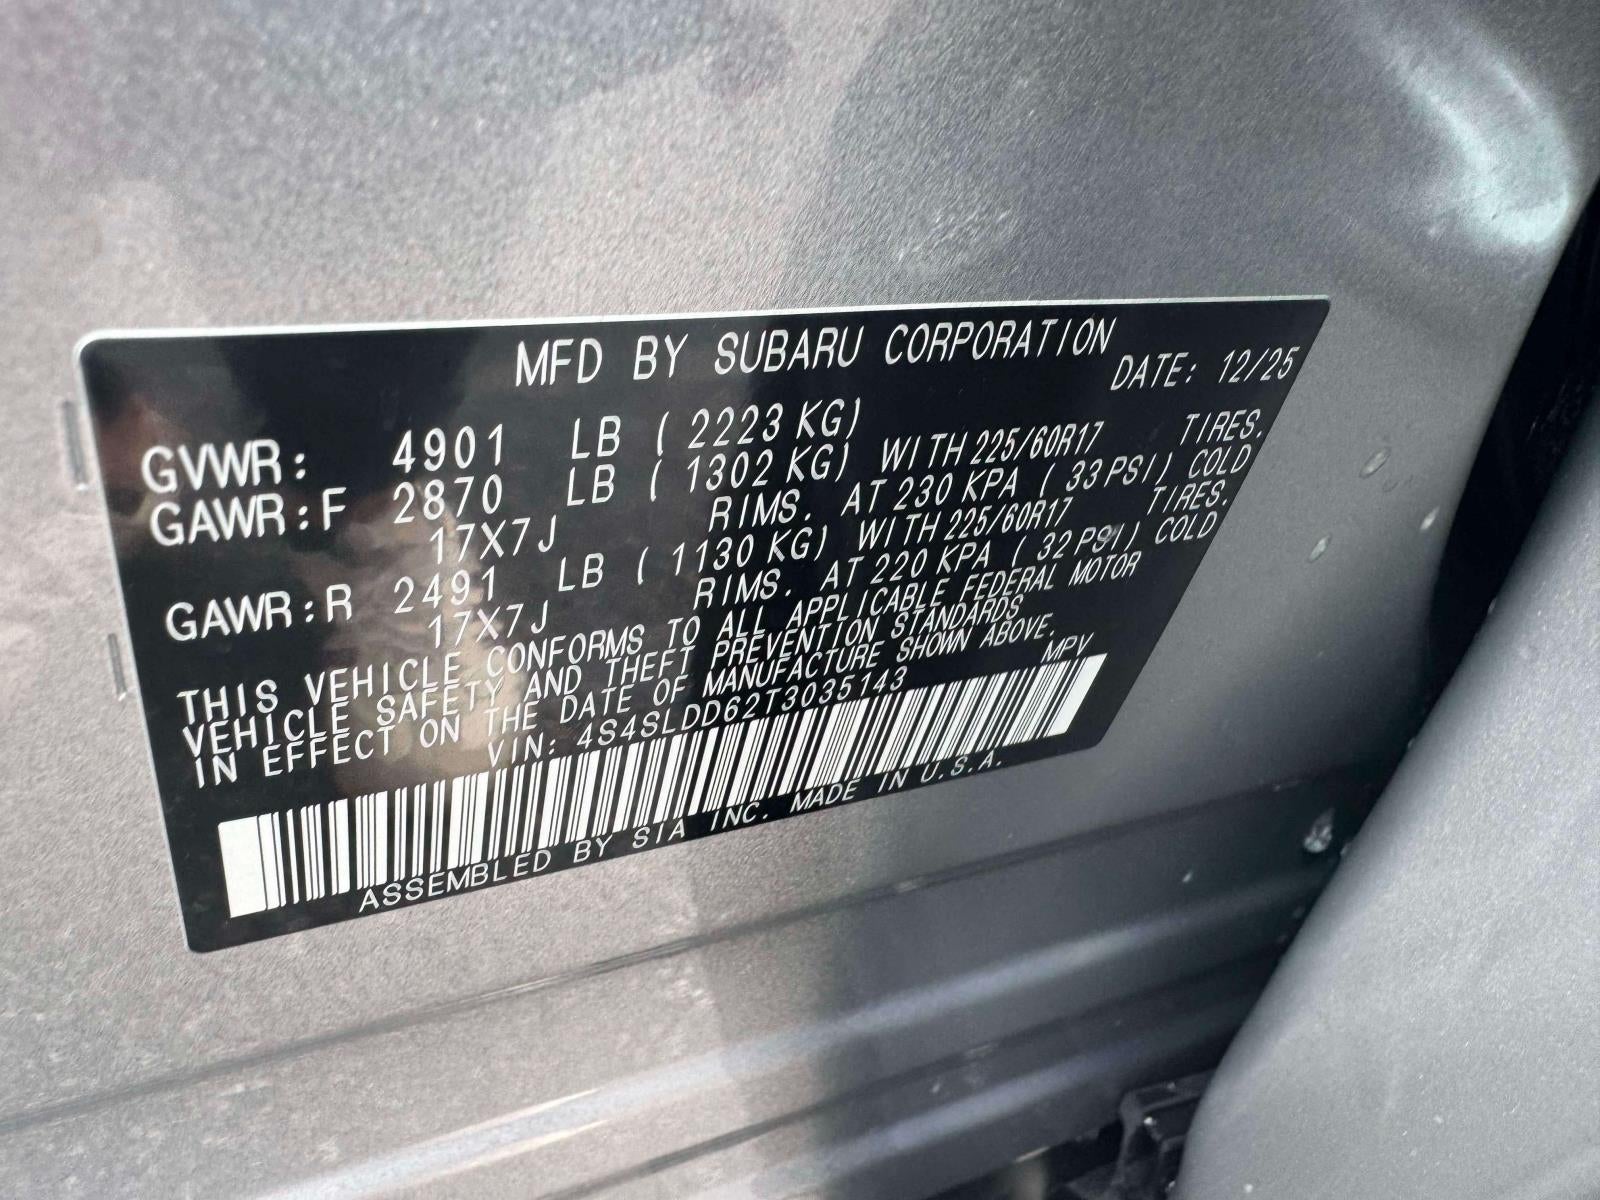 MFD BY SUBARU CORPORATION
DATE: 12/25
GVWR: 4901 LB ( 2223 KG)
GAWR:F 2870 LB ( 1302 KG) WITH 225/60R17 TIRES.
17X7J RIMS. AT 230 KPA ( 33 PSI) COLD
GAWR:R 2491 LB ( 1130 KG) WITH 225/60R17 TIRES.
17X7J RIMS. AT 220 KPA ( 32 PSI) COLD
THIS VEHICLE CONFORMS TO ALL APPLICABLE FEDERAL MOTOR
VEHICLE SAFETY AND THEFT PREVENTION STANDARDS
IN EFFECT ON THE DATE OF MANUFACTURE SHOWN ABOVE.
VIN: 4S4SLDD62T3035143 MPV
ASSEMBLED BY SIA INC. MADE IN U.S.A.